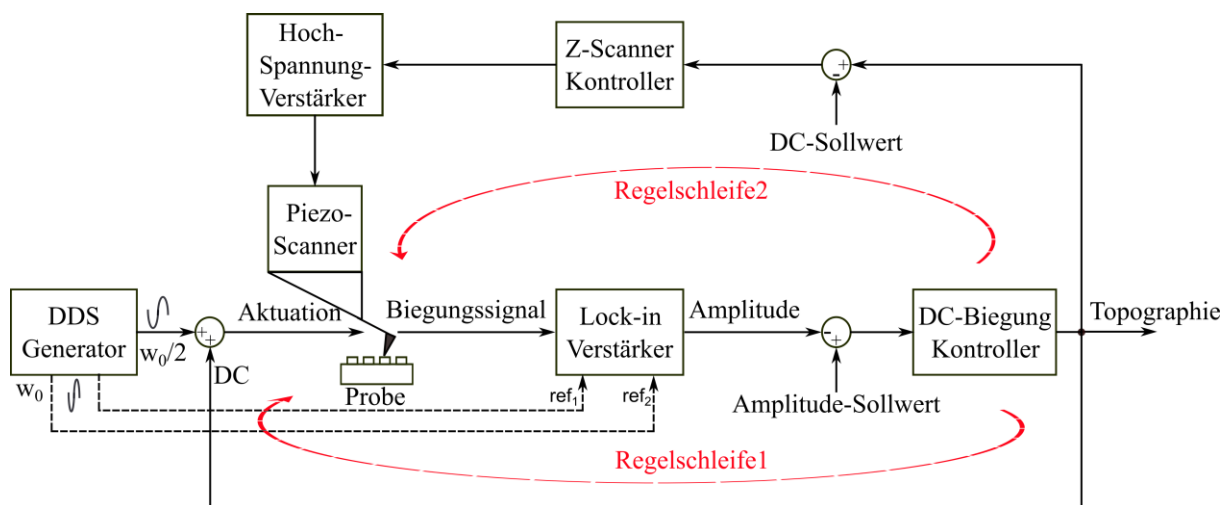 Hoch-
Spannung-
Verstärker
Z-Scanner
Kontroller
-
+
DC-Sollwert
Regelschleife2
Piezo-
Scanner
DDS
Generator
w₀/2
w₀
+
+
DC
Aktuation
Biegungssignal
Probe
Lock-in
Verstärker
ref₁
ref₂
Amplitude
-
+
Amplitude-Sollwert
DC-Biegung
Kontroller
Topographie
Regelschleife1